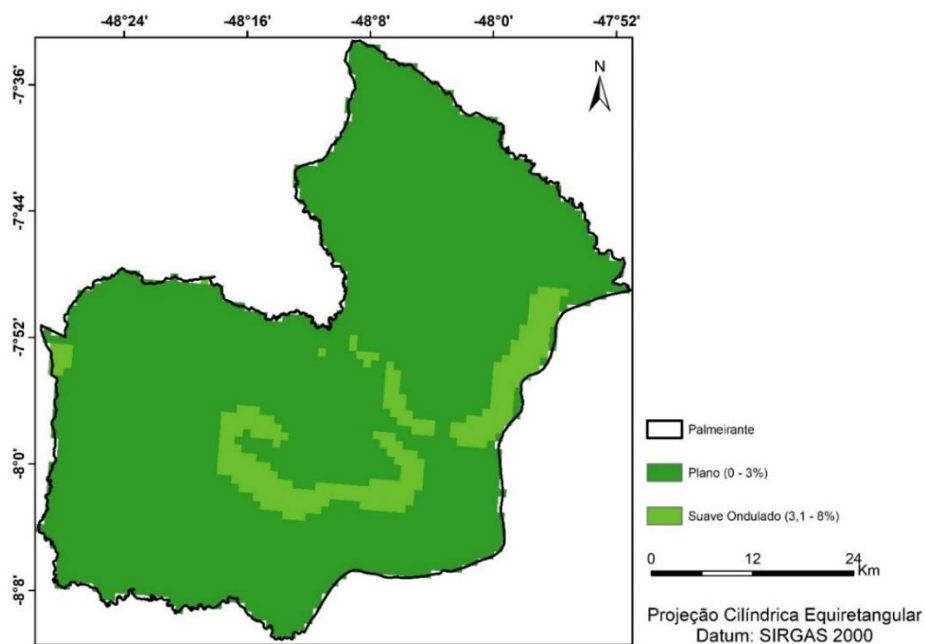 -48°24' -48°16' -48°8' -48°0' -47°52'
-7°36'
-7°44'
-7°52'
-8°0'
-8°8'
N
Palmeirante
Plano (0 - 3%)
Suave Ondulado (3,1 - 8%)
0 12 24
Km
Projeção Cilíndrica Equiretangular
Datum: SIRGAS 2000